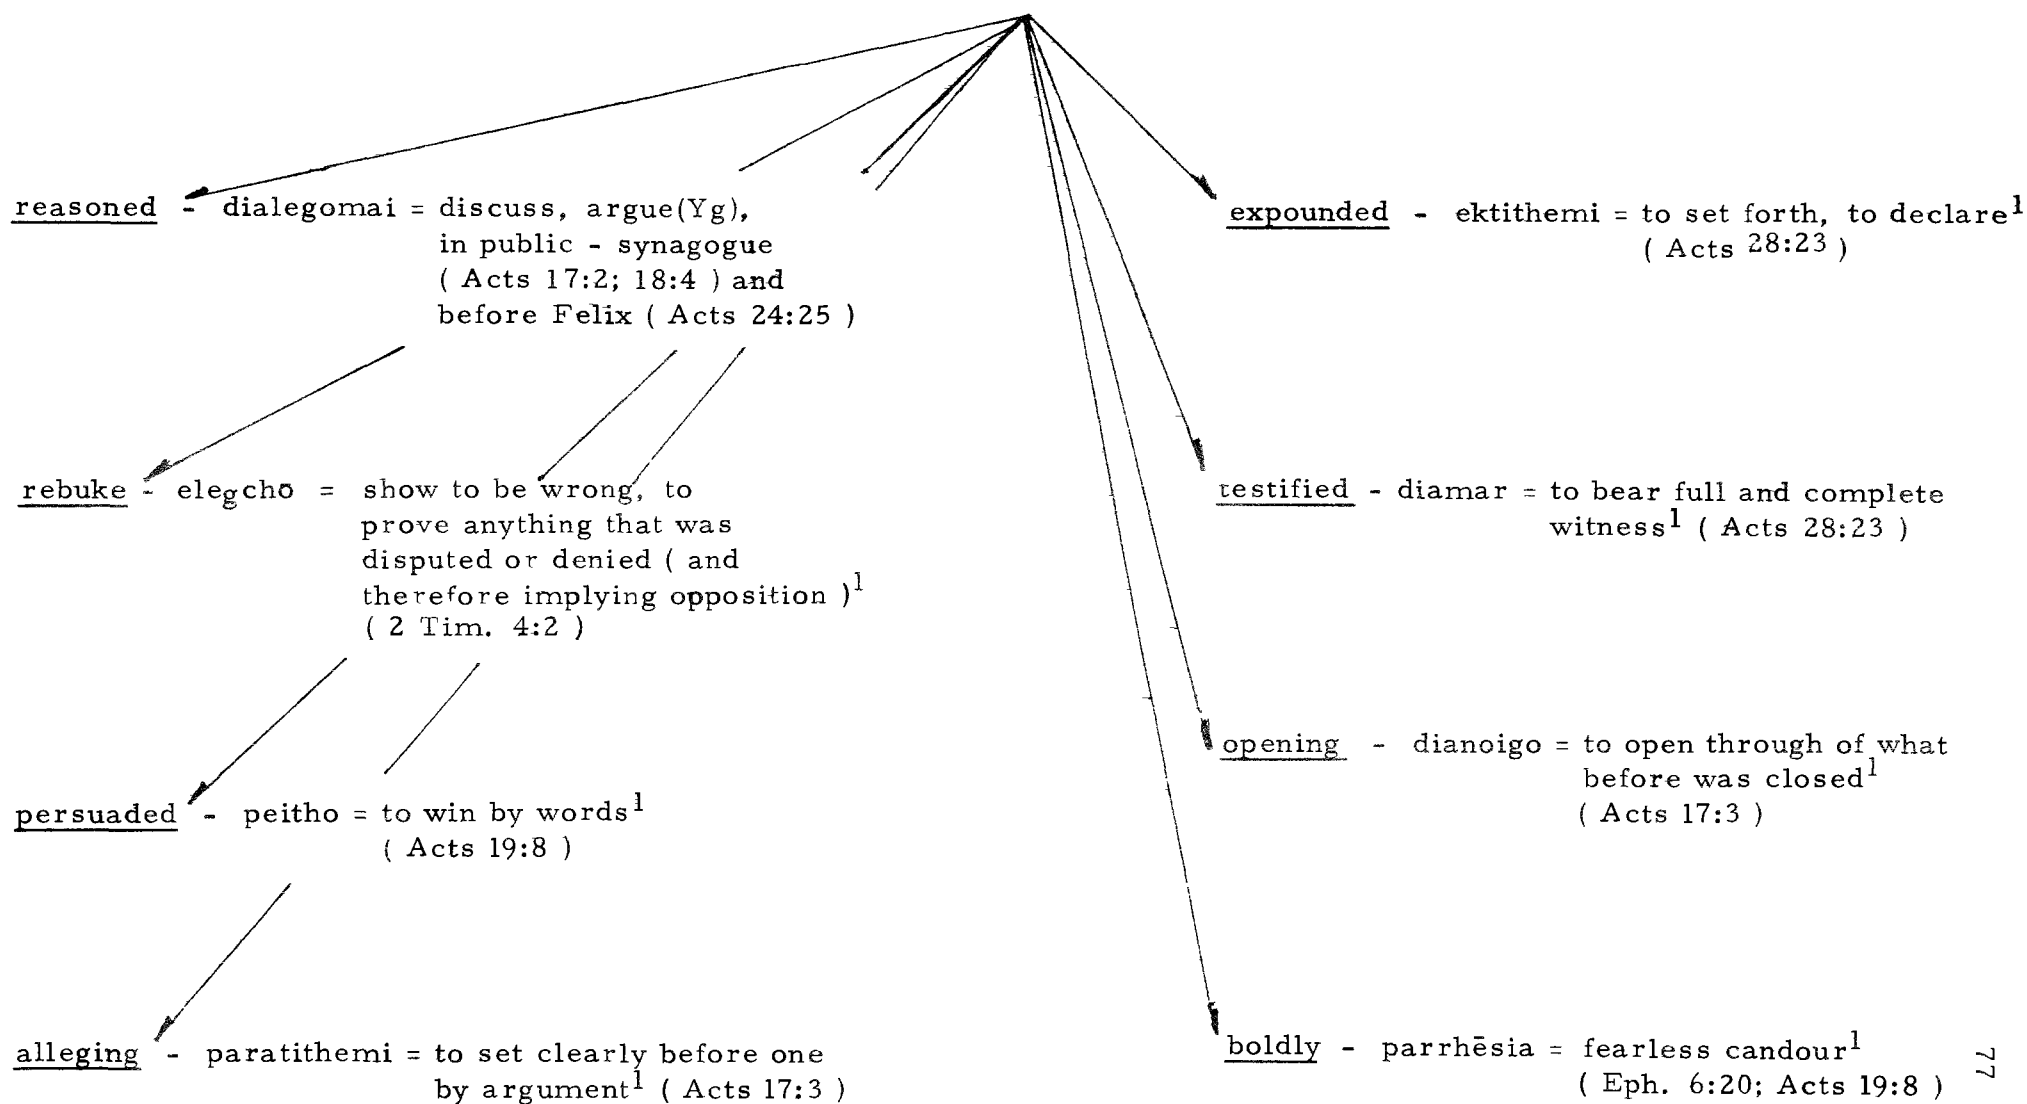 reasoned - dialegomai = discuss, argue(Yg),
in public - synagogue
( Acts 17:2; 18:4 ) and
before Felix ( Acts 24:25 )
rebuke - elegchō = show to be wrong, to
prove anything that was
disputed or denied ( and
therefore implying opposition )¹
( 2 Tim. 4:2 )
persuaded - peitho = to win by words¹
( Acts 19:8 )
alleging - paratithemi = to set clearly before one
by argument¹ ( Acts 17:3 )
expounded - ektithemi = to set forth, to declare¹
( Acts 28:23 )
testified - diamar = to bear full and complete
witness¹ ( Acts 28:23 )
opening - dianoigo = to open through of what
before was closed¹
( Acts 17:3 )
boldly - parrhēsia = fearless candour¹
( Eph. 6:20; Acts 19:8 )
77